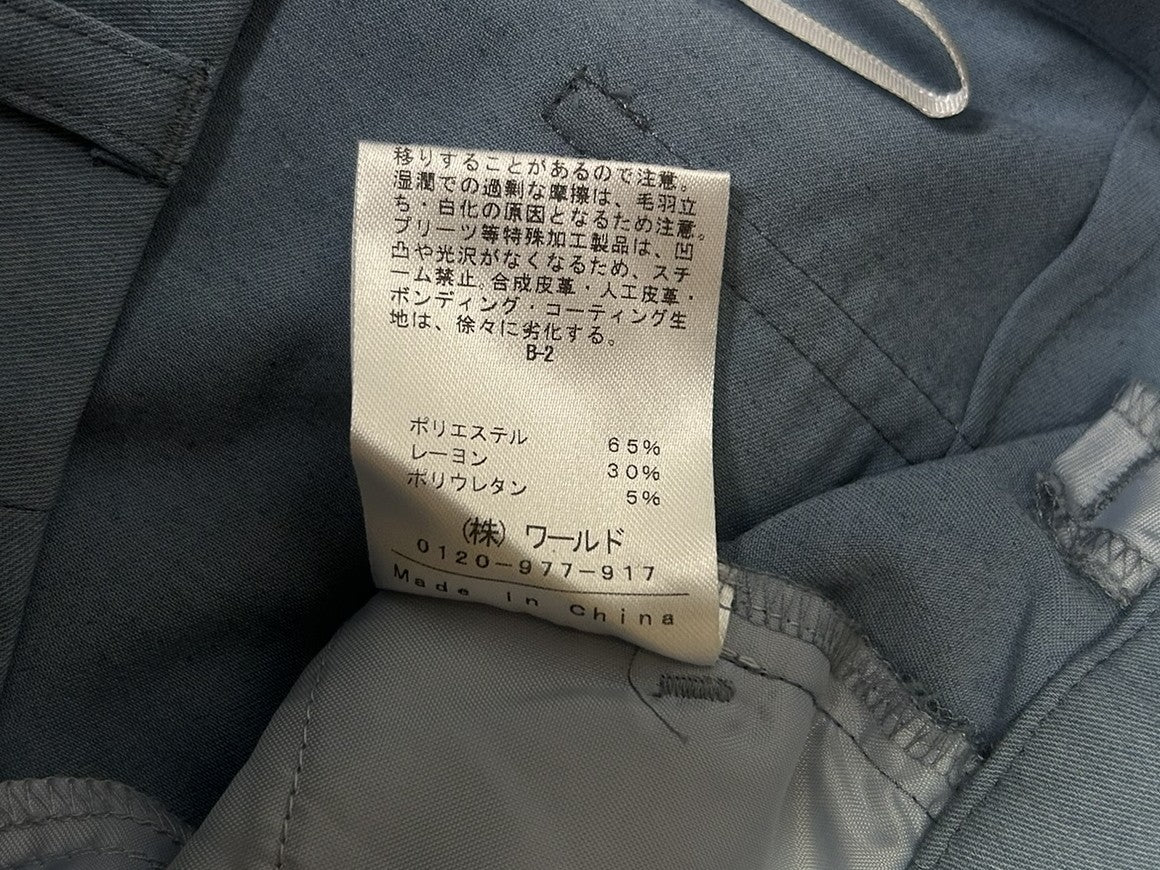 移りすることがあるので注意。
湿潤での過剰な摩擦は、毛羽立
ち・白化の原因となるため注意。
プリーツ等特殊加工製品は、凹
凸や光沢がなくなるため、スチ
ーム禁止。合成皮革・人工皮革・
ボンディング・コーティング生
地は、徐々に劣化する。
B-2
ポリエステル 65%
レーヨン 30%
ポリウレタン 5%
(株) ワールド
0120-977-917
Made in China